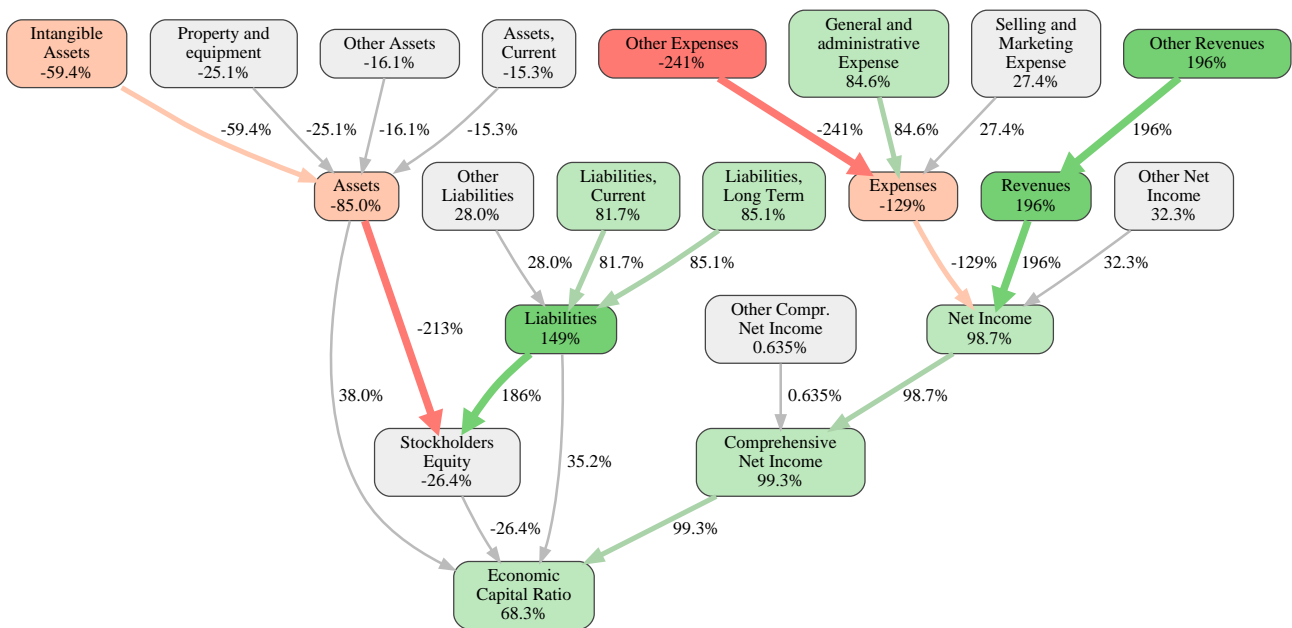 Intangible
Assets
-59.4%
Property and
equipment
-25.1%
Other Assets
-16.1%
Assets,
Current
-15.3%
Other Expenses
-241%
General and
administrative
Expense
84.6%
Selling and
Marketing
Expense
27.4%
Other Revenues
196%
-59.4%
-25.1%
-16.1%
-15.3%
-241%
84.6%
27.4%
196%
Assets
-85.0%
Other
Liabilities
28.0%
Liabilities,
Current
81.7%
Liabilities,
Long Term
85.1%
Expenses
-129%
Revenues
196%
Other Net
Income
32.3%
28.0%
81.7%
85.1%
-129%
196%
32.3%
-213%
Liabilities
149%
Other Compr.
Net Income
0.635%
Net Income
98.7%
38.0%
186%
0.635%
98.7%
Stockholders
Equity
-26.4%
35.2%
Comprehensive
Net Income
99.3%
-26.4%
99.3%
Economic
Capital Ratio
68.3%